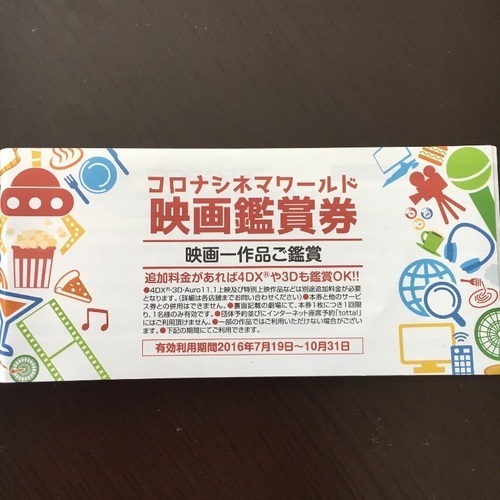 コロナシネマワールド
映画鑑賞券
映画一作品ご鑑賞
追加料金があれば4DX®や3Dも鑑賞OK!!
●4DX®・3D・Auro11.1上映及び特別上映作品などは別途追加料金が必要
となります。(詳細は各店舗までお問い合わせください)●本券と他のサービ
ス券との併用はできません。●裏面記載の劇場にて、本券1枚につき1回限
り、1名様のみ有効です。●団体予約並びにインターネット座席予約「totta!」
にはご利用頂けません。●一部の作品ではご利用いただけない場合がござい
ます。●下記の期間にてご利用できます。
有効利用期間2016年7月19日〜10月31日